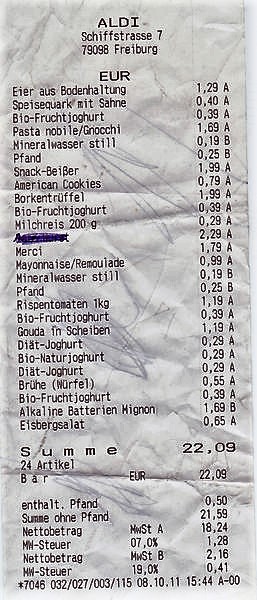 ALDI
Schiffstrasse 7
79098 Freiburg
EUR
Eier aus Bodenhaltung 1,29 A
Speisequark mit Sahne 0,40 A
Bio-Fruchtjoghurt 0,39 A
Pasta nobile/Gnocchi 1,69 A
Mineralwasser still 0,19 B
Pfand 0,25 B
Snack-Beißer 1,99 A
American Cookies 0,79 A
Borkentrüffel 1,99 A
Bio-Fruchtjoghurt 0,39 A
Milchreis 200 g 0,29 A
2,29 A
Merci 1,79 A
Mayonnaise/Remoulade 0,99 A
Mineralwasser still 0,19 B
Pfand 0,25 B
Rispentomaten 1kg 1,19 A
Bio-Fruchtjoghurt 0,39 A
Gouda in Scheiben 1,19 A
Diät-Joghurt 0,29 A
Bio-Naturjoghurt 0,29 A
Diät-Joghurt 0,29 A
Brühe (Würfel) 0,55 A
Bio-Fruchtjoghurt 0,39 A
Alkaline Batterien Mignon 1,69 B
Eisbergsalat 0,65 A
Summe 22,09
24 Artikel
Bar EUR 22,09
enthalt. Pfand 0,50
Summe ohne Pfand 21,59
Nettobetrag MwSt A 18,24
MW-Steuer 07,0% 1,28
Nettobetrag MwSt B 2,16
MW-Steuer 19,0% 0,41
*7046 032/027/003/115 08.10.11 15:44 A-00